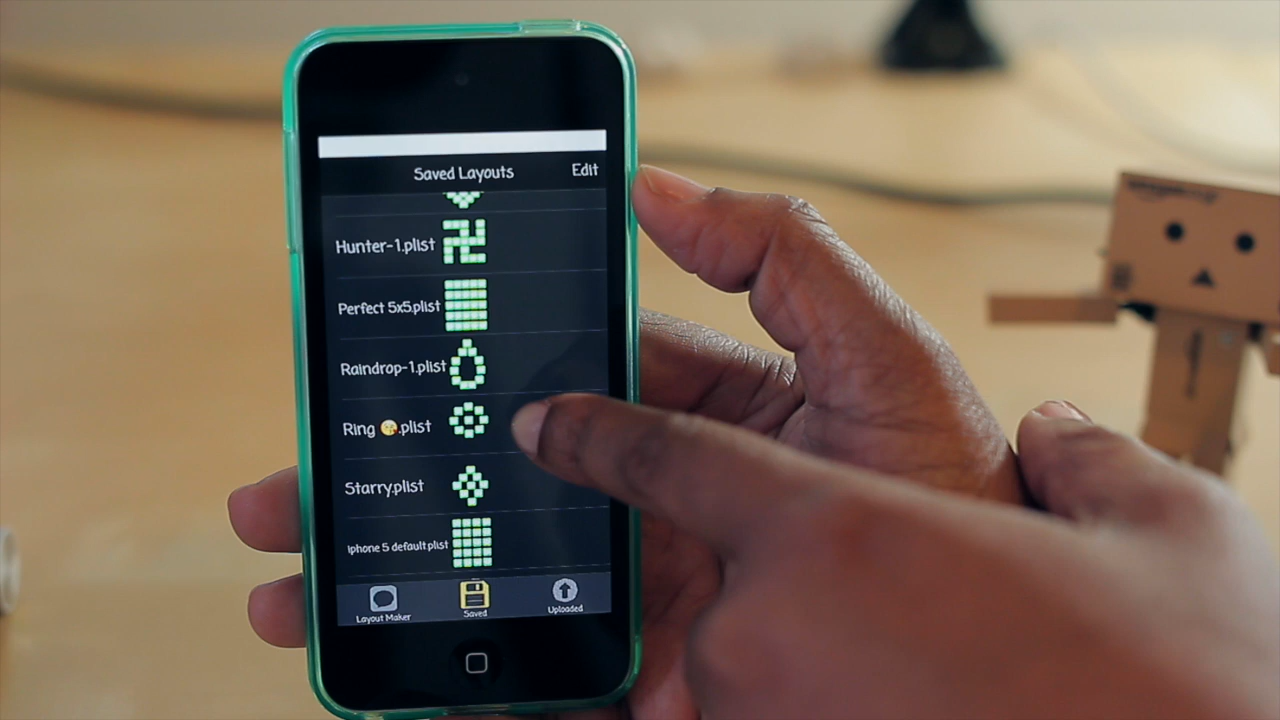 Saved Layouts
Edit
Hunter-1.plist
Perfect 5x5.plist
Raindrop-1.plist
Ring 😘.plist
Starry.plist
iphone 5 default.plist
Layout Maker
Saved
Uploaded